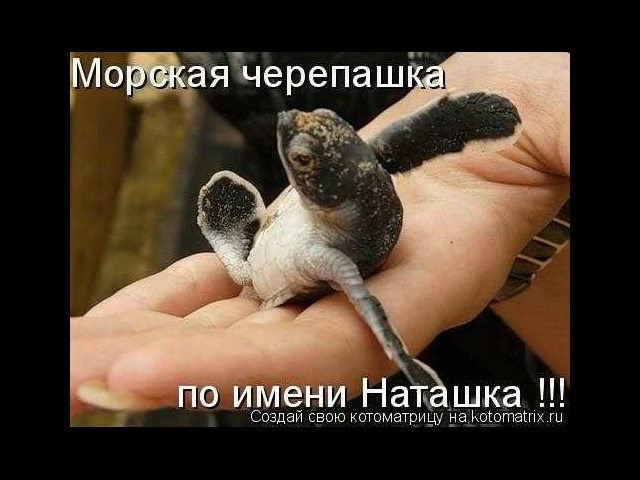 Морская черепашка
по имени Наташка !!!
Создай свою котоматрицу на kotomatrix.ru